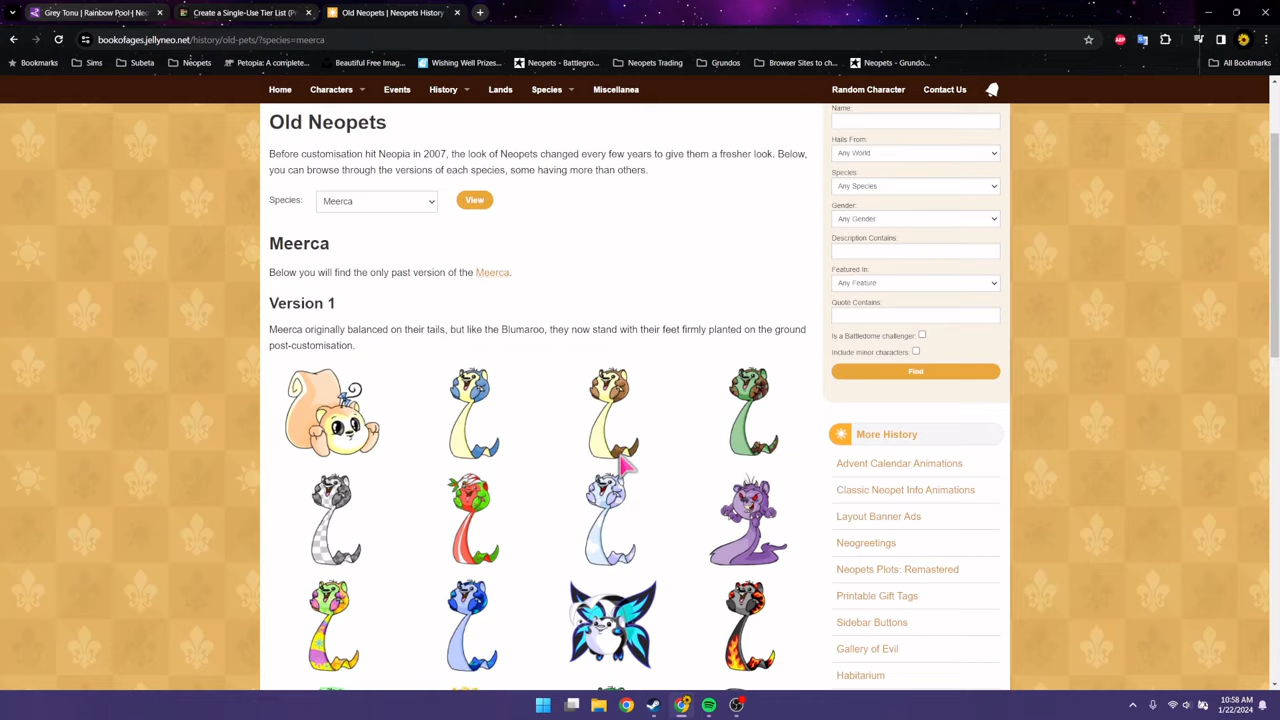 Grey Tonu | Rainbow Pool | N
Create a Single-Use Tier List (P
Old Neopets | Neopets History
bookofages.jellyneo.net/history/old-pets/?species=meerca
Bookmarks
Sims
Subeta
Neopets
Petopia: A complete...
Beautiful Free Imag...
Wishing Well Prizes...
Neopets - Battlegro...
Neopets Trading
Grundos
Browser Sites to ch...
Neopets - Grundo...
All Bookmarks
Home
Characters
Events
History
Lands
Species
Miscellanea
Random Character
Contact Us
Old Neopets
Before customisation hit Neopia in 2007, the look of Neopets changed every few years to give them a fresher look. Below,
you can browse through the versions of each species, some having more than others.
Species:
Meerca
View
Meerca
Below you will find the only past version of the Meerca.
Version 1
Meerca originally balanced on their tails, but like the Blumaroo, they now stand with their feet firmly planted on the ground
post-customisation.
Name:
Hails From:
Any World
Species:
Any Species
Gender:
Any Gender
Description Contains:
Featured In:
Any Feature
Quote Contains:
Is a Battledome challenger:
Include minor characters:
Find
More History
Advent Calendar Animations
Classic Neopet Info Animations
Layout Banner Ads
Neogreetings
Neopets Plots: Remastered
Printable Gift Tags
Sidebar Buttons
Gallery of Evil
Habitarium
10:58 AM
1/22/2024